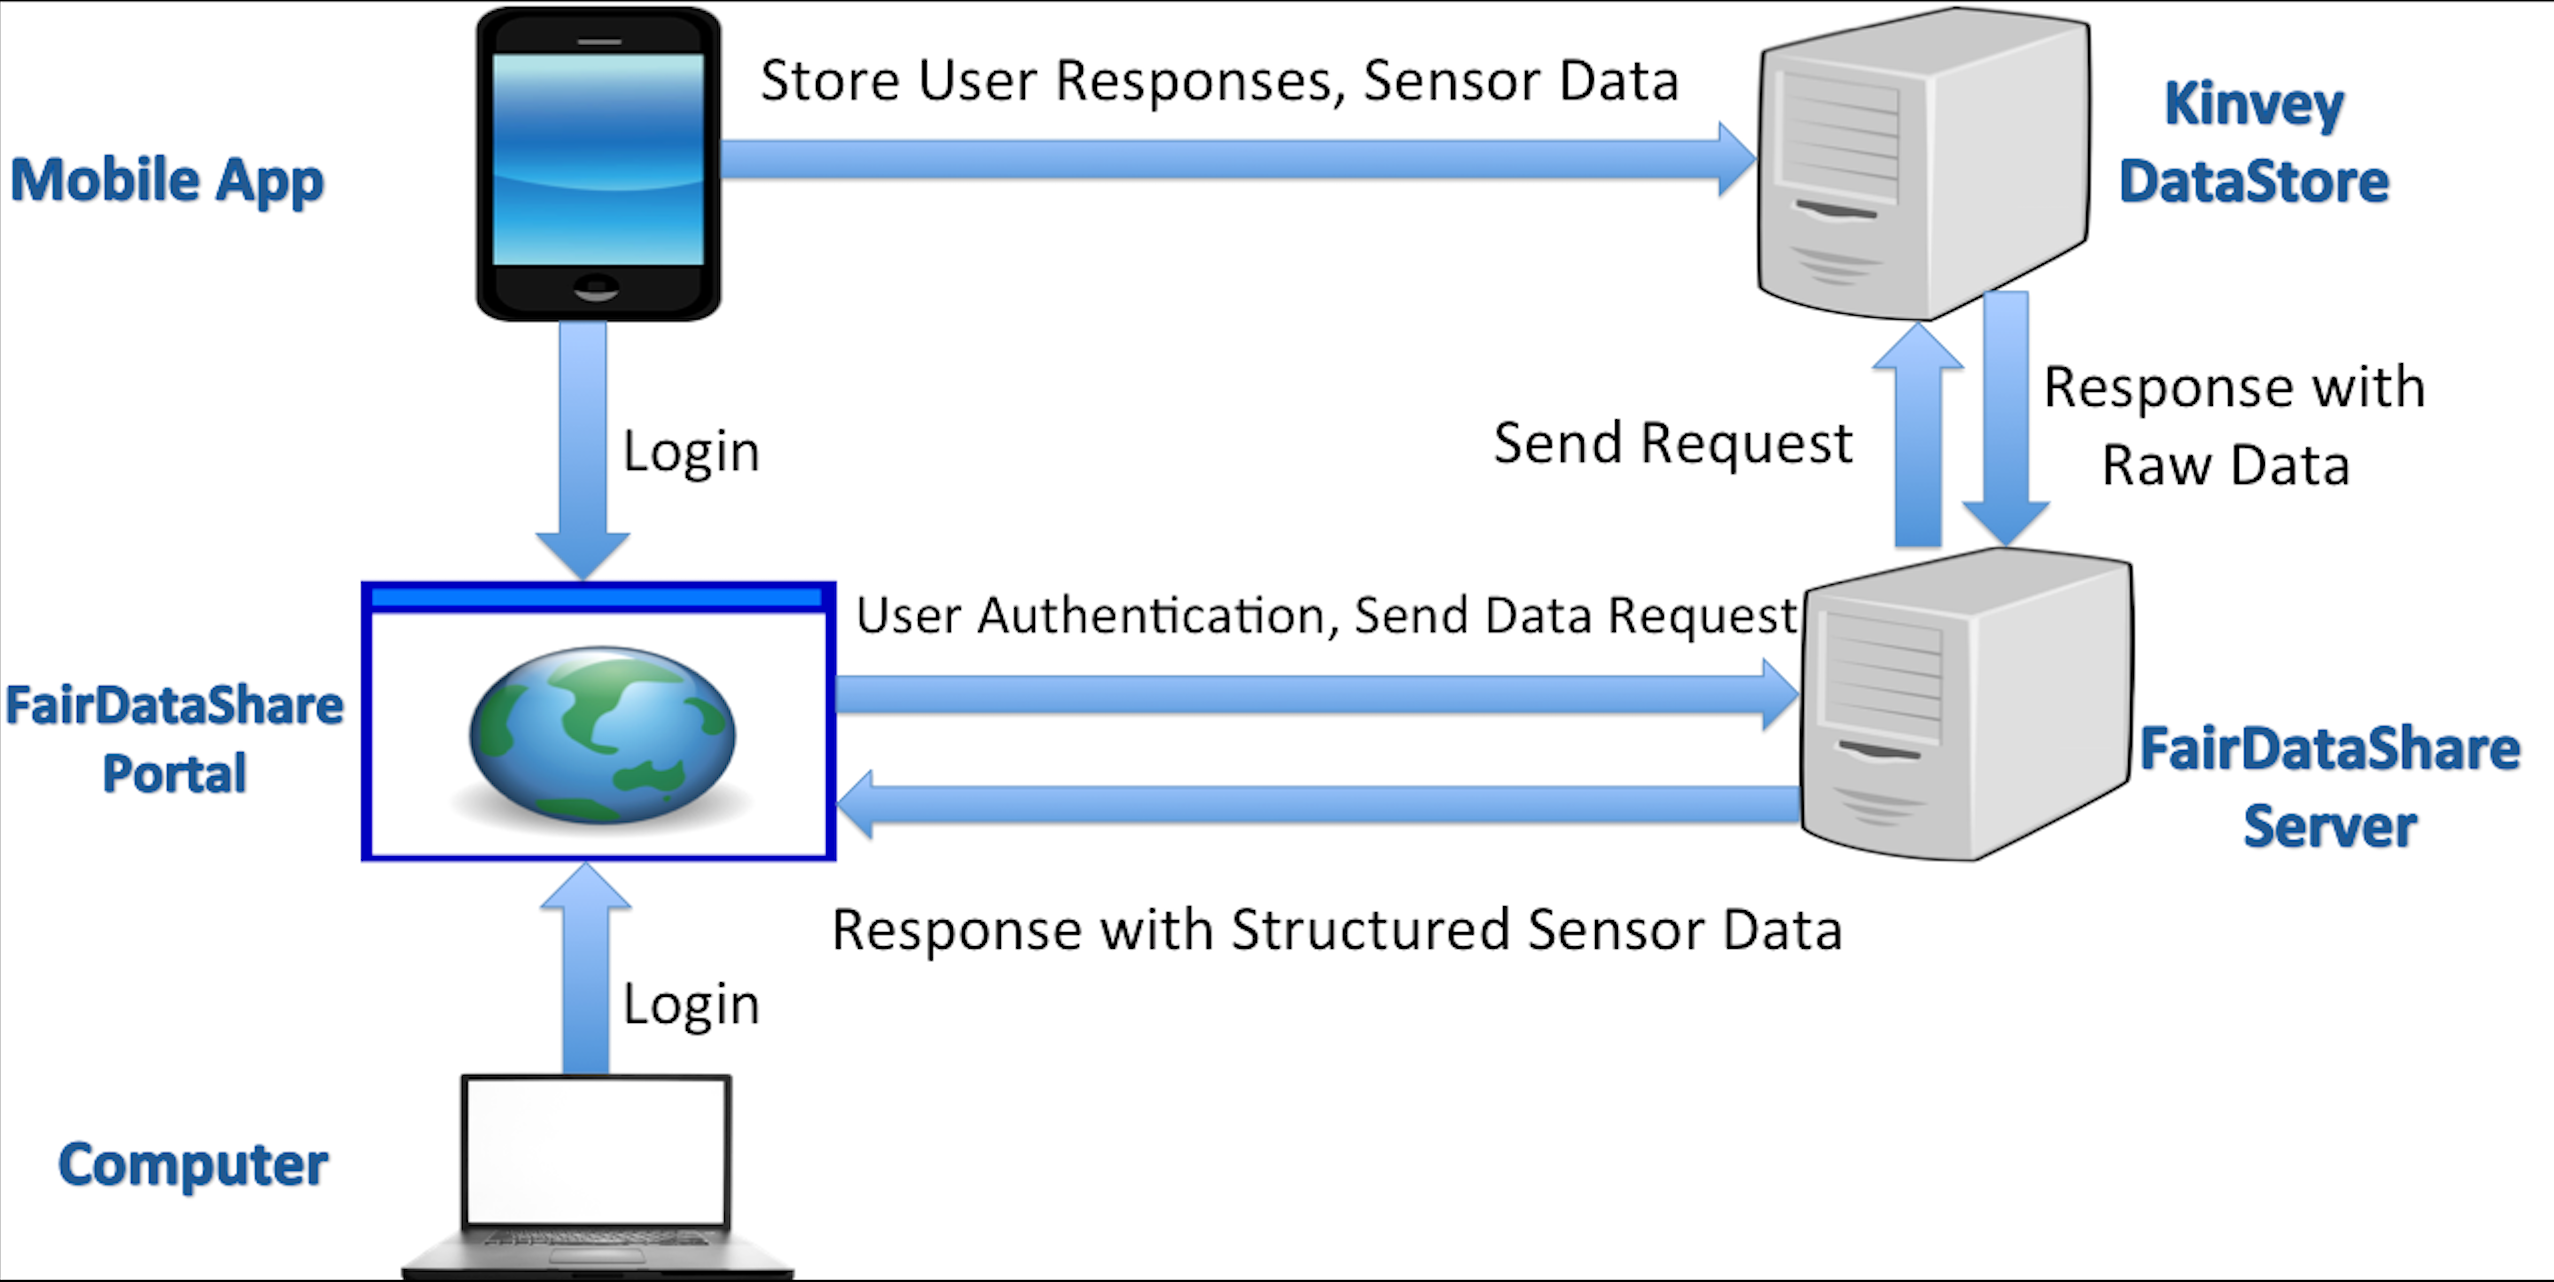 Store User Responses, Sensor Data
Kinvey
DataStore
Mobile App
Response with
Raw Data
Send Request
Login
User Authentication, Send Data Request
FairDataShare
Portal
FairDataShare
Server
Response with Structured Sensor Data
Login
Computer